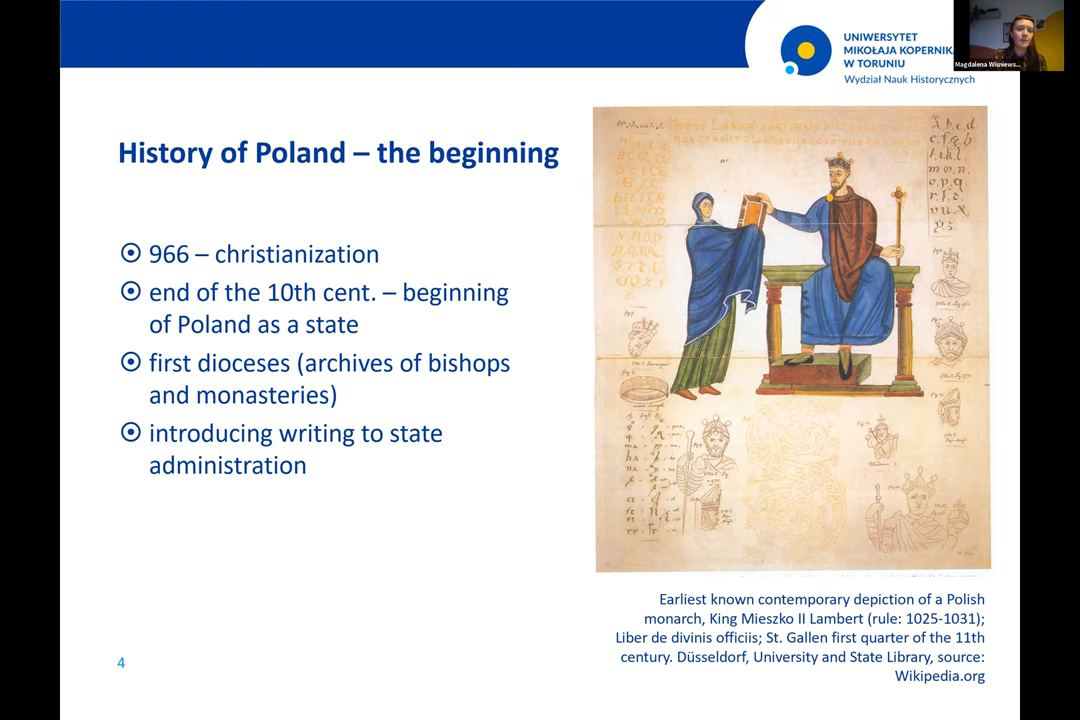 UNIWERSYTET
MIKOŁAJA KOPERNIKA
W TORUNIU
Wydział Nauk Historycznych
Magdalena Wisniews...
History of Poland – the beginning
966 – christianization
end of the 10th cent. – beginning
of Poland as a state
first dioceses (archives of bishops
and monasteries)
introducing writing to state
administration
Earliest known contemporary depiction of a Polish
monarch, King Mieszko II Lambert (rule: 1025-1031);
Liber de divinis officiis; St. Gallen first quarter of the 11th
century. Düsseldorf, University and State Library, source:
Wikipedia.org
4